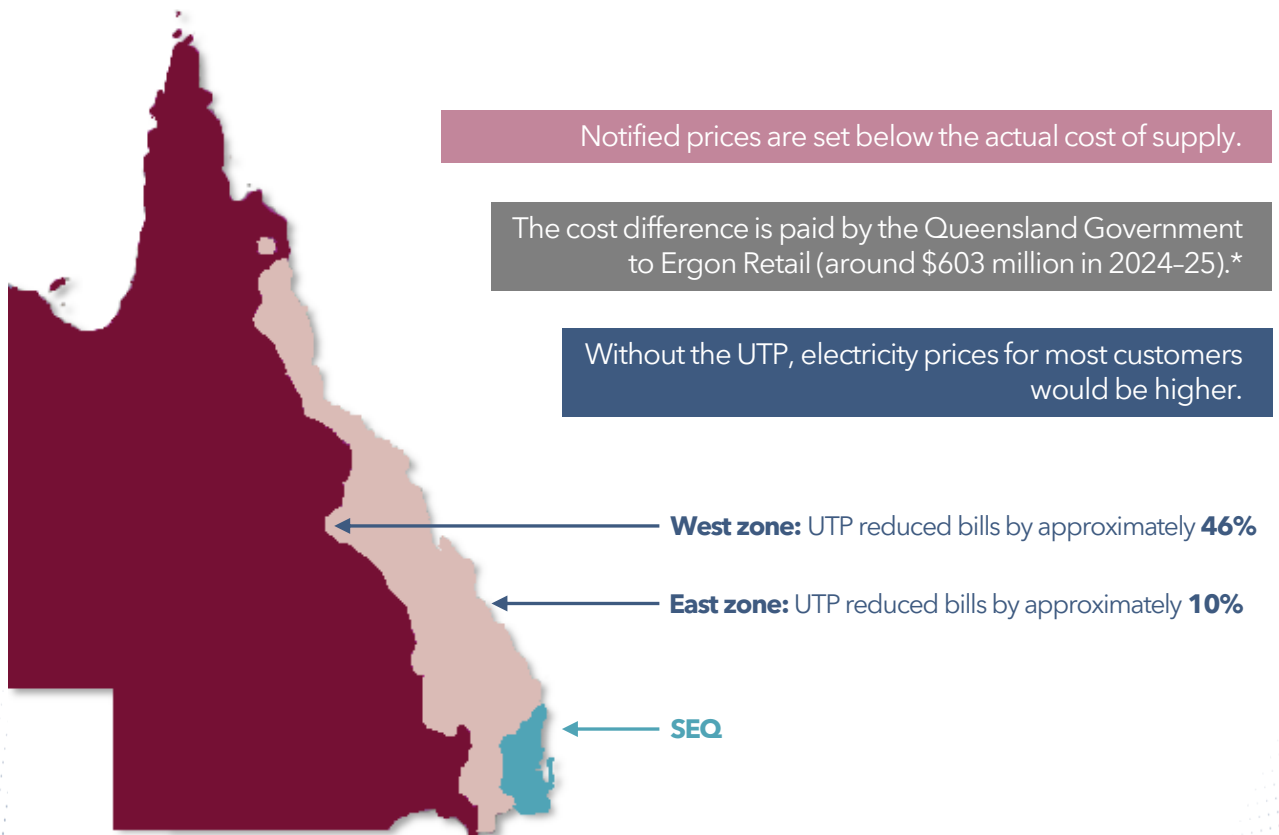 Notified prices are set below the actual cost of supply.
The cost difference is paid by the Queensland Government
to Ergon Retail (around $603 million in 2024–25).*
Without the UTP, electricity prices for most customers
would be higher.
West zone: UTP reduced bills by approximately 46%
East zone: UTP reduced bills by approximately 10%
SEQ